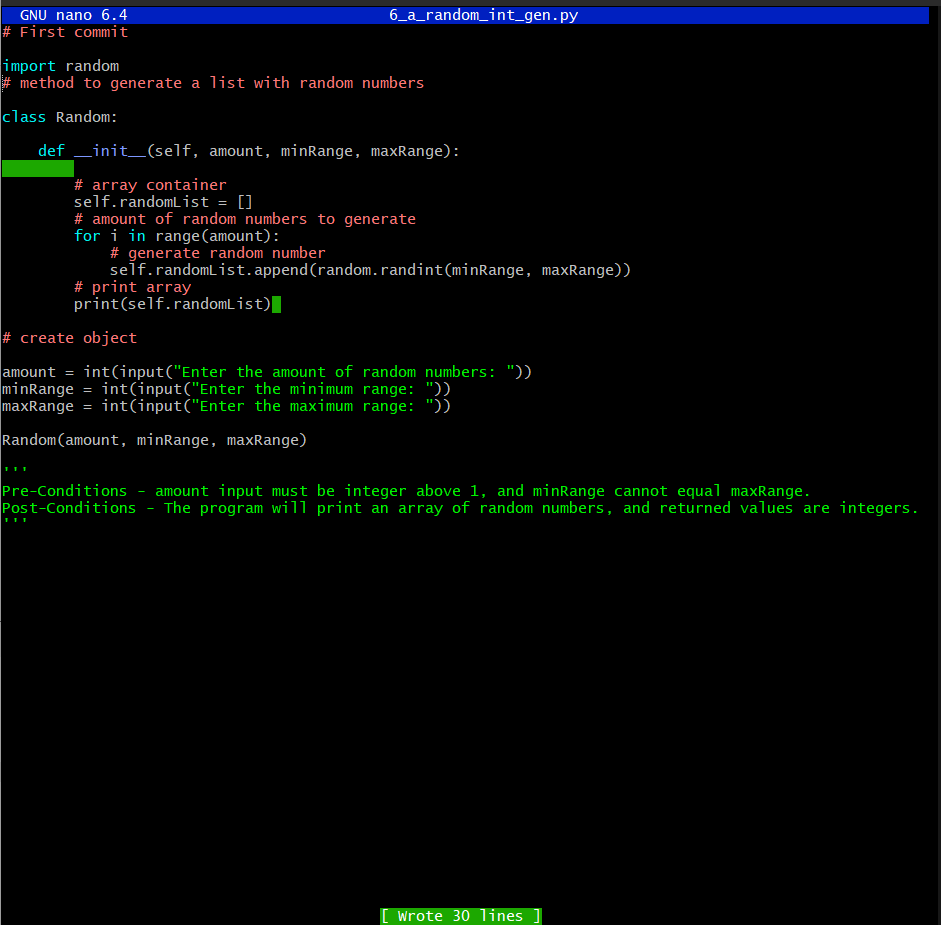 GNU nano 6.4 6_a_random_int_gen.py
# First commit
import random
# method to generate a list with random numbers
class Random:
    def __init__(self, amount, minRange, maxRange):
        # array container
        self.randomList = []
        # amount of random numbers to generate
        for i in range(amount):
            # generate random number
            self.randomList.append(random.randint(minRange, maxRange))
        # print array
        print(self.randomList)
# create object
amount = int(input("Enter the amount of random numbers: "))
minRange = int(input("Enter the minimum range: "))
maxRange = int(input("Enter the maximum range: "))
Random(amount, minRange, maxRange)
'''
Pre-Conditions - amount input must be integer above 1, and minRange cannot equal maxRange.
Post-Conditions - The program will print an array of random numbers, and returned values are integers.
'''
[ Wrote 30 lines ]